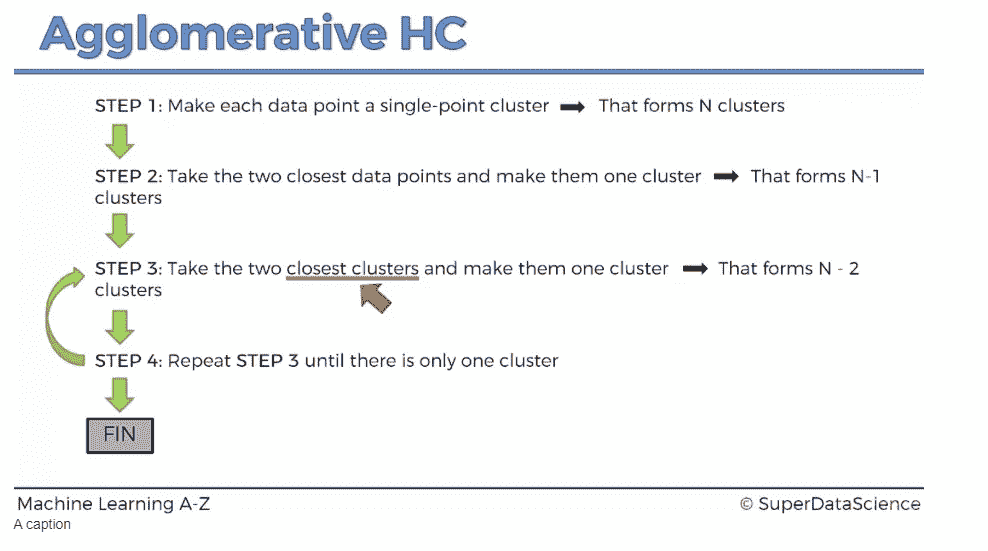 Agglomerative HC
STEP 1: Make each data point a single-point cluster ➡ That forms N clusters
STEP 2: Take the two closest data points and make them one cluster ➡ That forms N-1
clusters
STEP 3: Take the two closest clusters and make them one cluster ➡ That forms N - 2
clusters
STEP 4: Repeat STEP 3 until there is only one cluster
FIN
Machine Learning A-Z © SuperDataScience
A caption